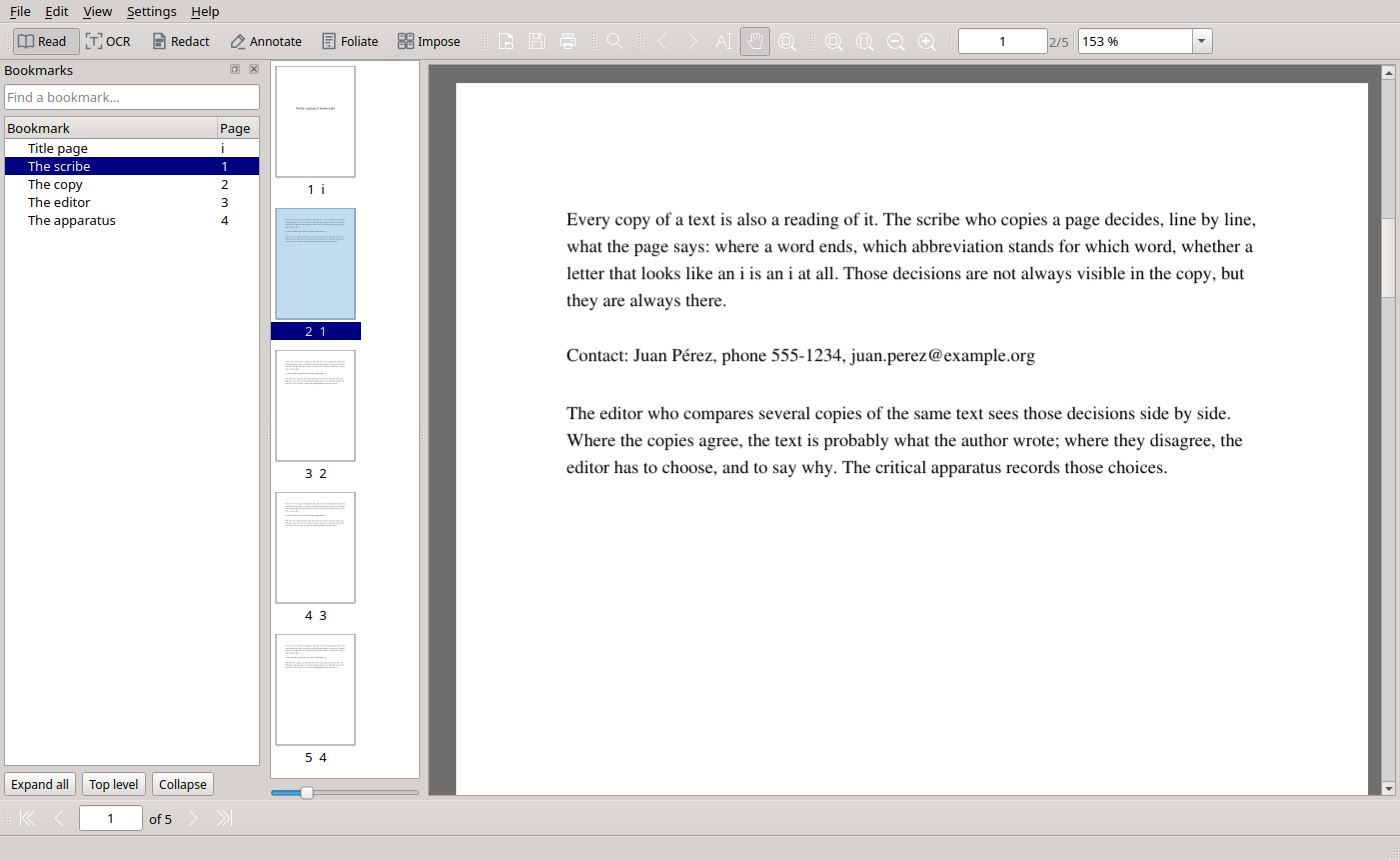 File Edit View Settings Help
Read OCR Redact Annotate Foliate Impose 1 2/5 153 %
Bookmarks
Find a bookmark...
Bookmark Page
Title page i
The scribe 1
The copy 2
The editor 3
The apparatus 4
Expand all Top level Collapse
1 i
2 1
3 2
4 3
5 4
Every copy of a text is also a reading of it. The scribe who copies a page decides, line by line,
what the page says: where a word ends, which abbreviation stands for which word, whether a
letter that looks like an i is an i at all. Those decisions are not always visible in the copy, but
they are always there.
Contact: Juan Pérez, phone 555-1234, juan.perez@example.org
The editor who compares several copies of the same text sees those decisions side by side.
Where the copies agree, the text is probably what the author wrote; where they disagree, the
editor has to choose, and to say why. The critical apparatus records those choices.
1 of 5